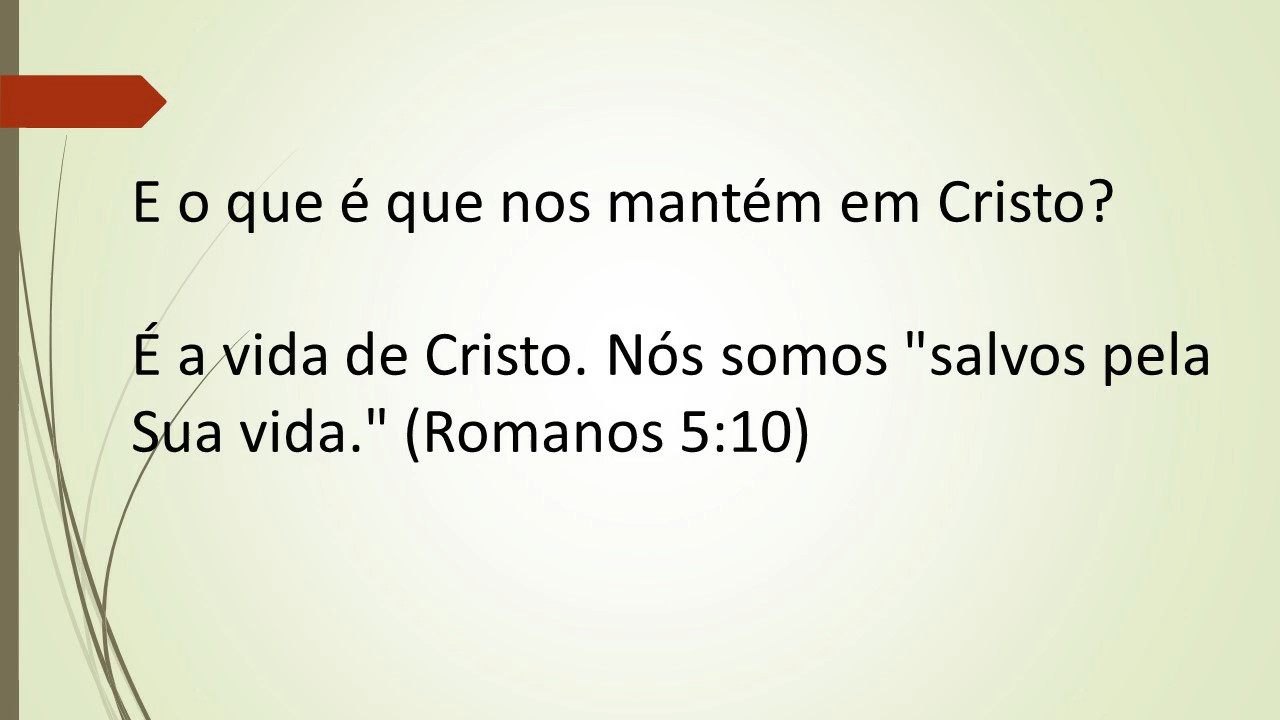 E o que é que nos mantém em Cristo?
É a vida de Cristo. Nós somos "salvos pela
Sua vida." (Romanos 5:10)